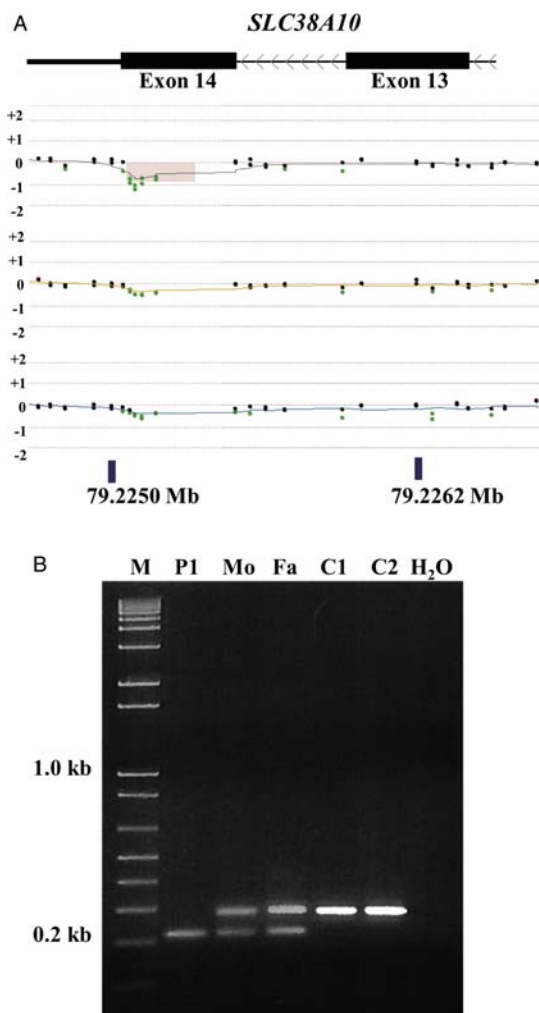 A
SLC38A10
Exon 14 Exon 13
+2
+1
0
-1
-2
+2
+1
0
-1
-2
+2
+1
0
-1
-2
79.2250 Mb 79.2262 Mb
B
M P1 Mo Fa C1 C2 H₂O
1.0 kb
0.2 kb